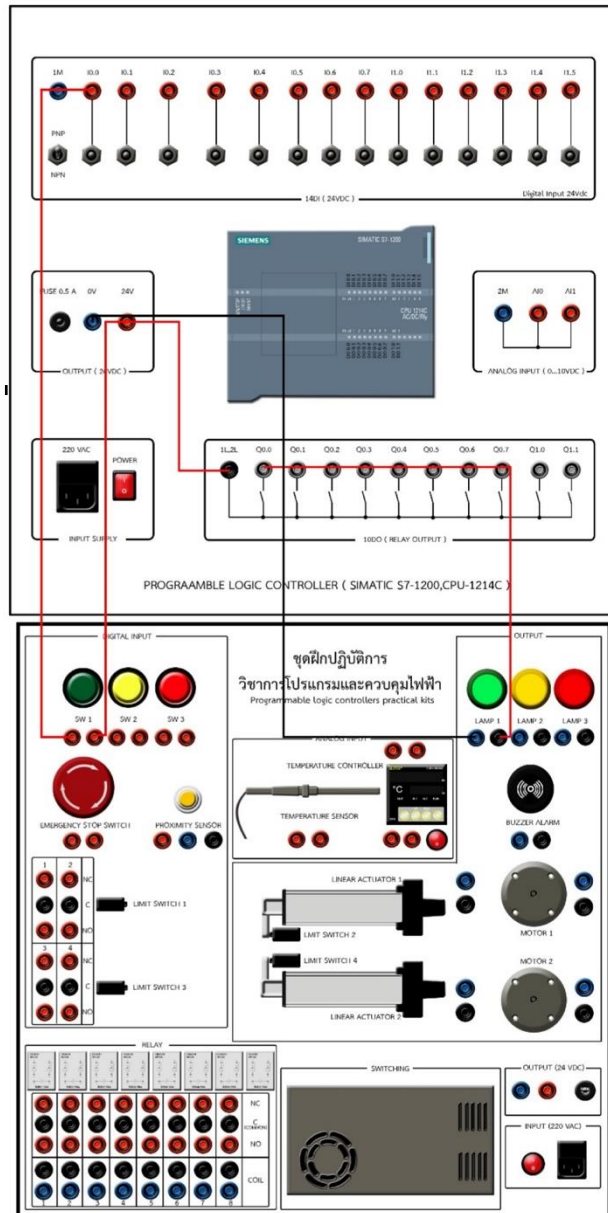 1M I0.0 I0.1 I0.2 I0.3 I0.4 I0.5 I0.6 I0.7 I1.0 I1.1 I1.2 I1.3 I1.4 I1.5
PNP
NPN
Digital Input 24Vdc
14DI ( 24VDC )
SIEMENS
SIMATIC S7-1200
CPU 1214C
AC/DC/Rly
FUSE 0.5 A 0V 24V
OUTPUT ( 24VDC )
2M AI0 AI1
ANALOG INPUT ( 0...10VDC )
220 VAC
POWER
INPUT SUPPLY
1L,2L Q0.0 Q0.1 Q0.2 Q0.3 Q0.4 Q0.5 Q0.6 Q0.7 Q1.0 Q1.1
10DO ( RELAY OUTPUT )
PROGRAAMBLE LOGIC CONTROLLER ( SIMATIC S7-1200,CPU-1214C )
DIGITAL INPUT
SW 1 SW 2 SW 3
EMERGENCY STOP SWITCH
PROXIMITY SENSOR
1 2
NC
C
NO
LIMIT SWITCH 1
3 4
NC
C
NO
LIMIT SWITCH 3
ชุดฝึกปฏิบัติการ
วิชาการโปรแกรมและควบคุมไฟฟ้า
Programmable logic controllers practical kits
ANALOG INPUT
TEMPERATURE CONTROLLER
°C
TEMPERATURE SENSOR
OUTPUT
LAMP 1 LAMP 2 LAMP 3
BUZZER ALARM
LINEAR ACTUATOR 1
LIMIT SWITCH 2
LIMIT SWITCH 4
LINEAR ACTUATOR 2
MOTOR 1
MOTOR 2
RELAY
NC
C
(COMMON)
NO
COIL
1 2 3 4 5 6 7 8
SWITCHING
OUTPUT (24 VDC)
INPUT (220 VAC)